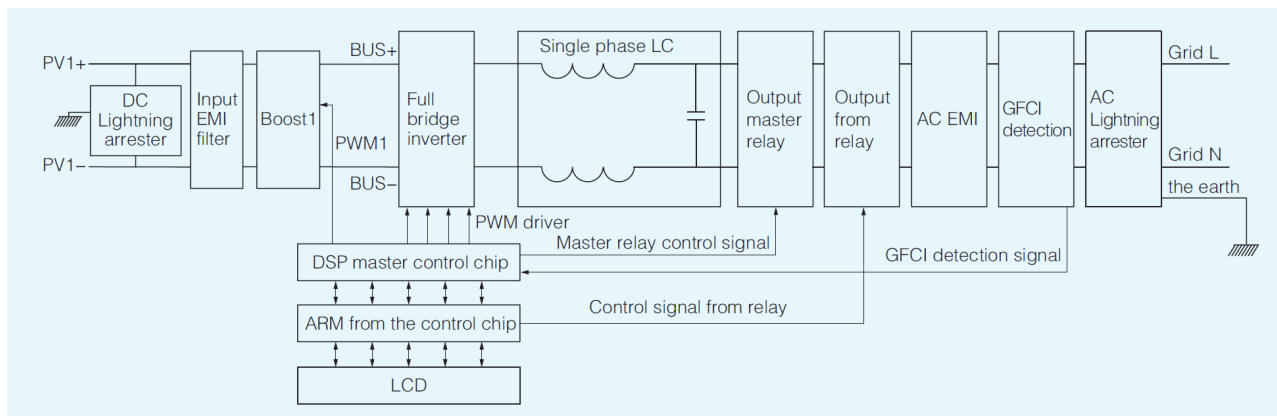 PV1+
PV1−
DC
Lightning
arrester
Input
EMI
filter
Boost1
BUS+
PWM1
BUS−
Full
bridge
inverter
PWM driver
Single phase LC
Output
master
relay
Output
from
relay
AC EMI
GFCI
detection
AC
Lightning
arrester
Grid L
Grid N
the earth
Master relay control signal
GFCI detection signal
DSP master control chip
Control signal from relay
ARM from the control chip
LCD